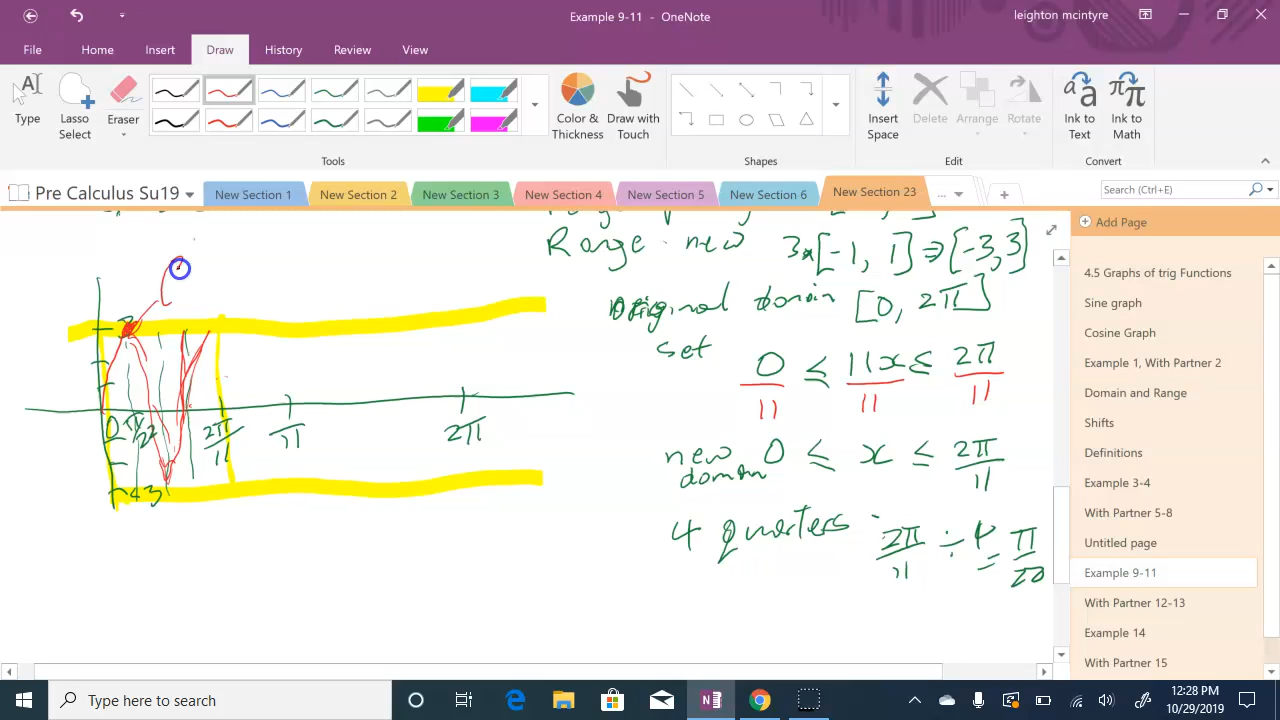 Example 9-11 - OneNote
leighton mcintyre
File
Home
Insert
Draw
History
Review
View
Type
Lasso Select
Eraser
Color & Thickness
Draw with Touch
Insert Space
Delete
Arrange
Rotate
Ink to Text
Ink to Math
Tools
Shapes
Edit
Convert
Pre Calculus Su19
New Section 1
New Section 2
New Section 3
New Section 4
New Section 5
New Section 6
New Section 23
...
Search (Ctrl+E)
Add Page
4.5 Graphs of trig Functions
Sine graph
Cosine Graph
Example 1, With Partner 2
Domain and Range
Shifts
Definitions
Example 3-4
With Partner 5-8
Untitled page
Example 9-11
With Partner 12-13
Example 14
With Partner 15
Range new 3x[-1, 1] ⇒ [-3,3]
original domain [0, 2π]
set 0/11 ≤ 11x/11 ≤ 2π/11
new domain 0 ≤ x ≤ 2π/11
4 quarters 2π/11 ÷ 4 = π/22
3
0 π/22 2π/11 π 2π
-3
Type here to search
12:28 PM
10/29/2019